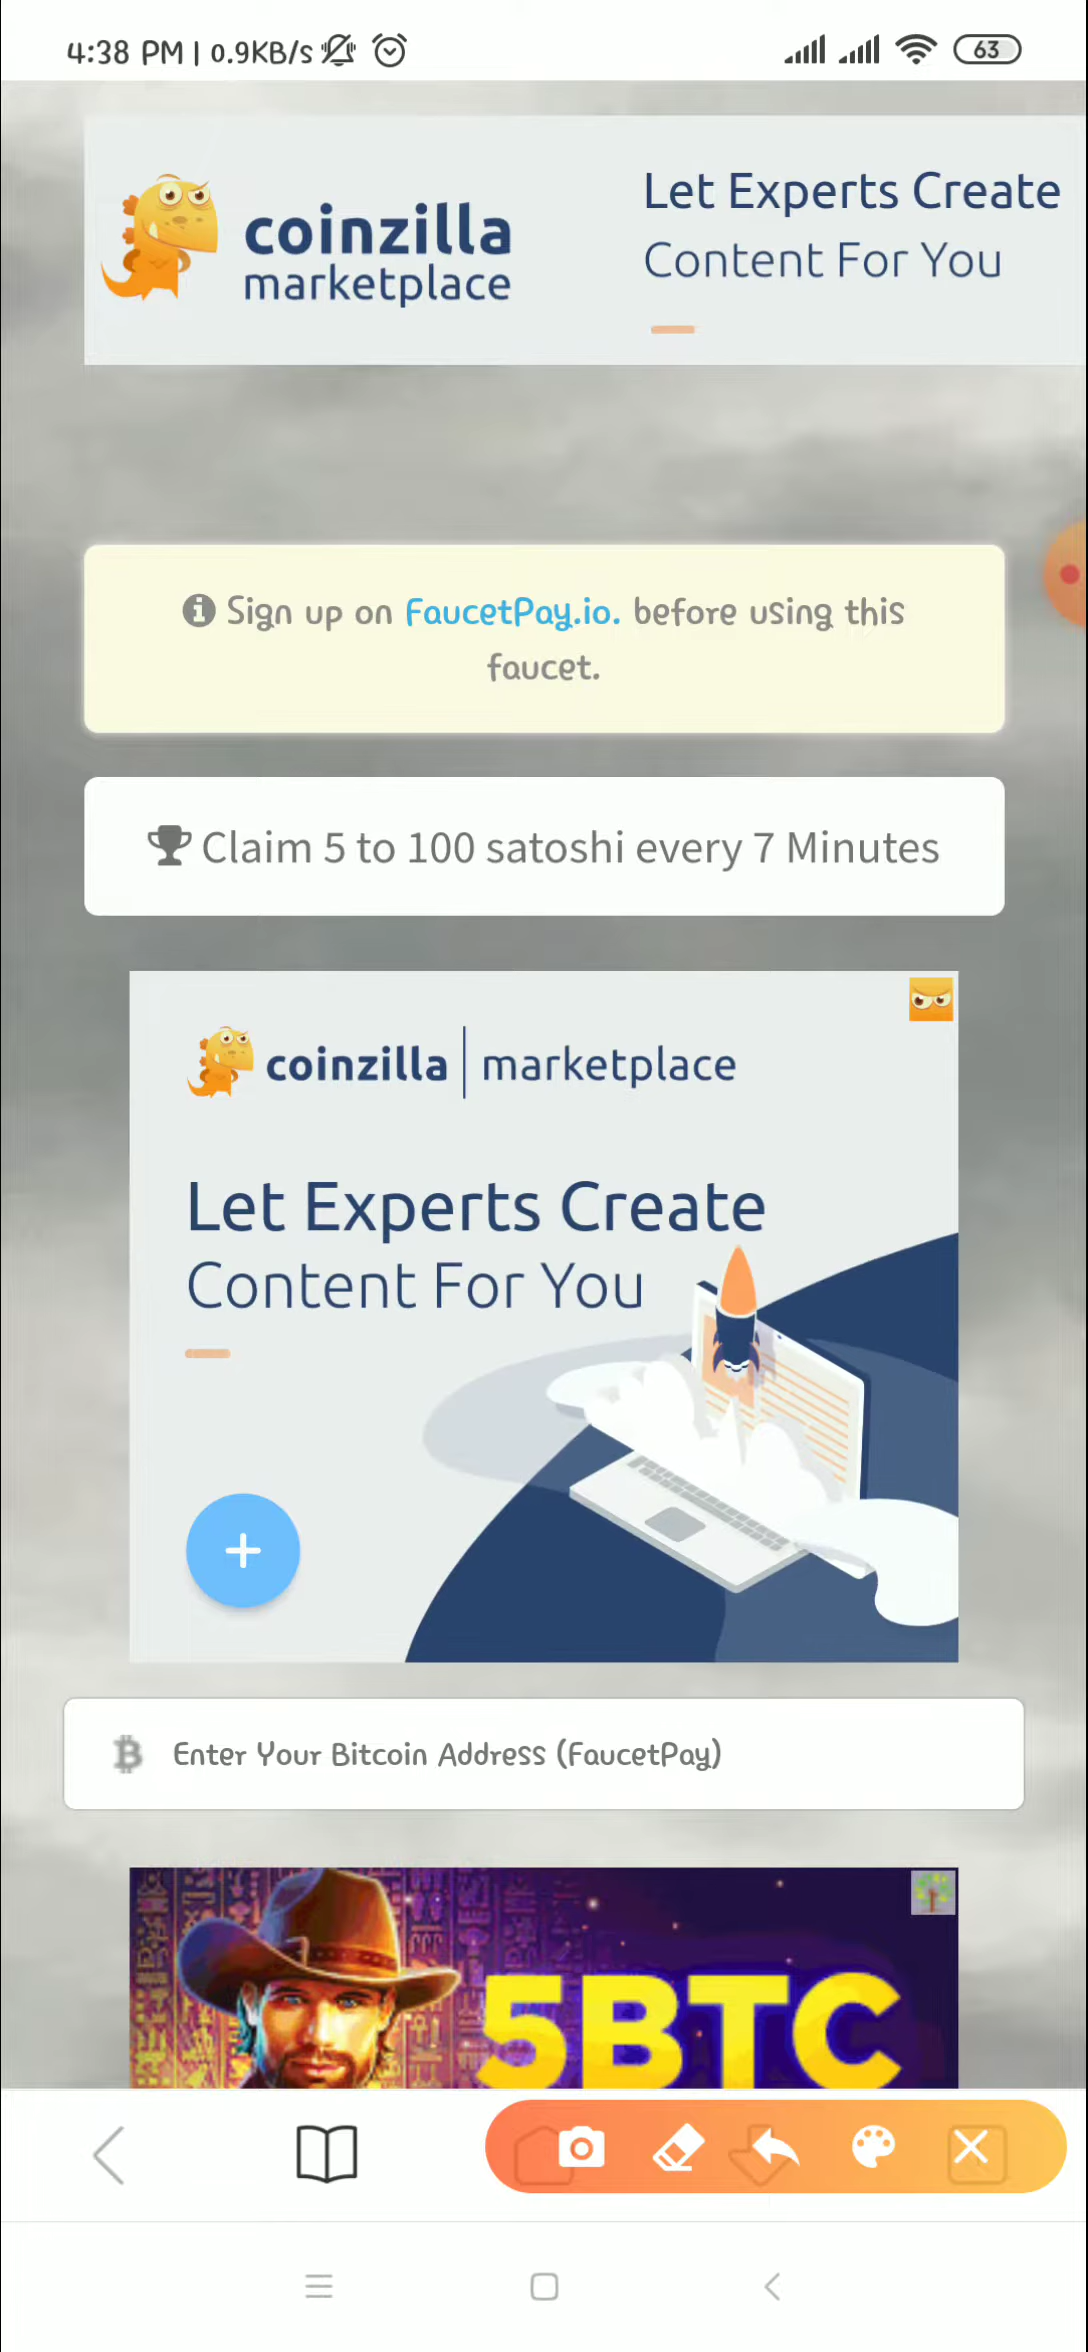 4:38 PM | 0.9KB/s
63
coinzilla
marketplace
Let Experts Create
Content For You
Sign up on FaucetPay.io. before using this
faucet.
Claim 5 to 100 satoshi every 7 Minutes
coinzilla | marketplace
Let Experts Create
Content For You
+
Enter Your Bitcoin Address (FaucetPay)
5BTC